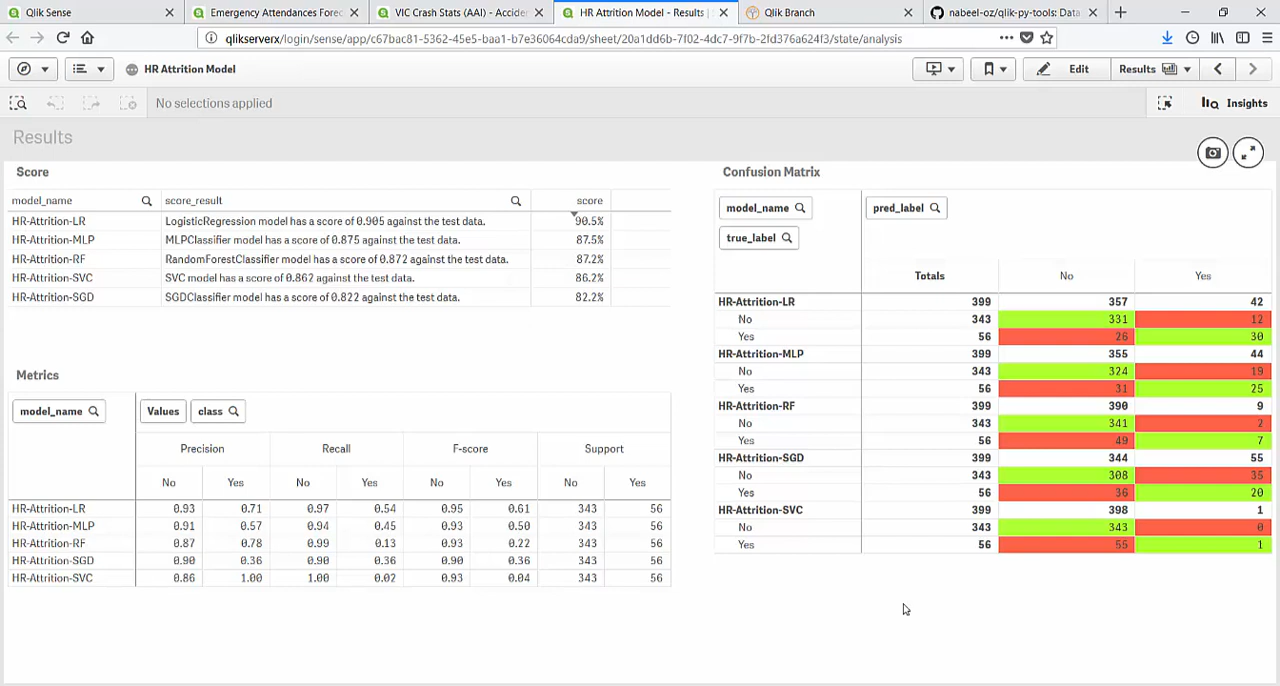 Qlik Sense
Emergency Attendances Forec
VIC Crash Stats (AAI) - Accider
HR Attrition Model - Results |
Qlik Branch
nabeel-oz/qlik-py-tools: Data
qlikserverx/login/sense/app/c67bac81-5362-45e5-baa1-b7e36064cda9/sheet/20a1dd6b-7f02-4dc7-9f7b-2fd376a624f3/state/analysis
HR Attrition Model
Edit
Results
No selections applied
Insights
Results
Score
model_name score_result score
HR-Attrition-LR LogisticRegression model has a score of 0.905 against the test data. 90.5%
HR-Attrition-MLP MLPClassifier model has a score of 0.875 against the test data. 87.5%
HR-Attrition-RF RandomForestClassifier model has a score of 0.872 against the test data. 87.2%
HR-Attrition-SVC SVC model has a score of 0.862 against the test data. 86.2%
HR-Attrition-SGD SGDClassifier model has a score of 0.822 against the test data. 82.2%
Metrics
model_name Values class
Precision Recall F-score Support
No Yes No Yes No Yes No Yes
HR-Attrition-LR 0.93 0.71 0.97 0.54 0.95 0.61 343 56
HR-Attrition-MLP 0.91 0.57 0.94 0.45 0.93 0.50 343 56
HR-Attrition-RF 0.87 0.78 0.99 0.13 0.93 0.22 343 56
HR-Attrition-SGD 0.90 0.36 0.90 0.36 0.90 0.36 343 56
HR-Attrition-SVC 0.86 1.00 1.00 0.02 0.93 0.04 343 56
Confusion Matrix
model_name pred_label
true_label
Totals No Yes
HR-Attrition-LR 399 357 42
No 343 331 12
Yes 56 26 30
HR-Attrition-MLP 399 355 44
No 343 324 19
Yes 56 31 25
HR-Attrition-RF 399 390 9
No 343 341 2
Yes 56 49 7
HR-Attrition-SGD 399 344 55
No 343 308 35
Yes 56 36 20
HR-Attrition-SVC 399 398 1
No 343 343 0
Yes 56 55 1